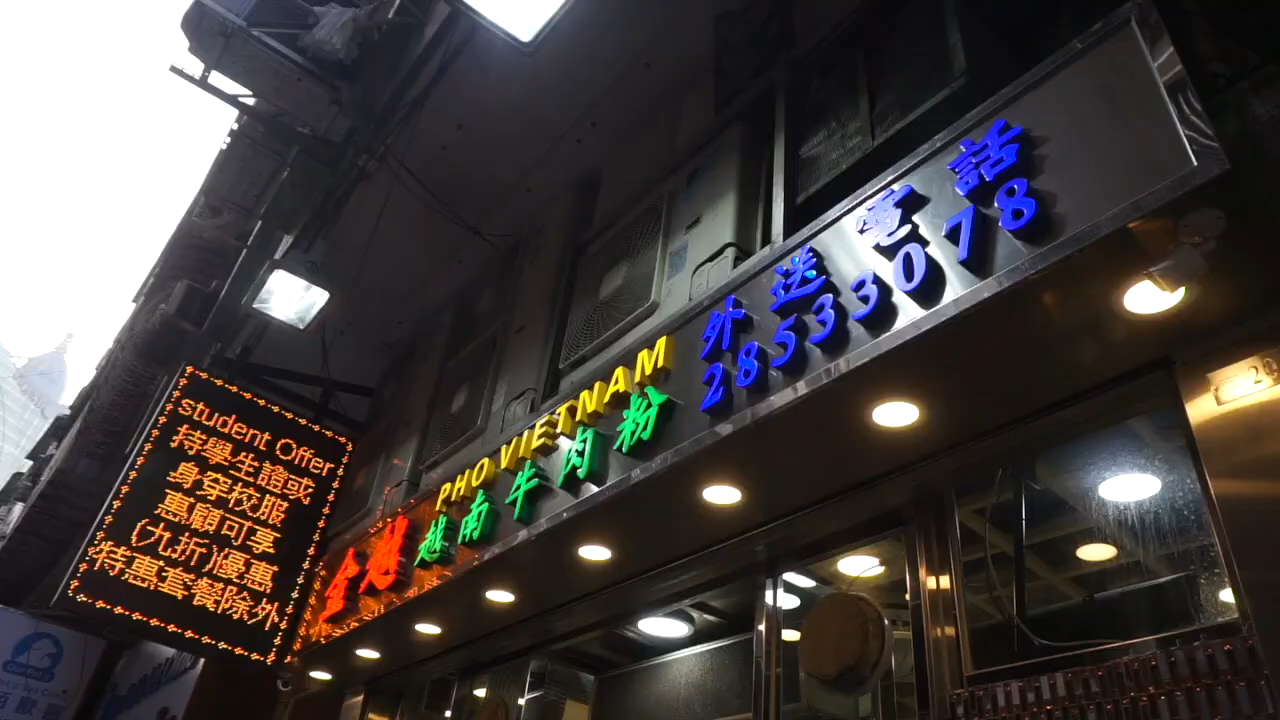 student Offer
持學生證或
身穿校服
惠顧可享
(九折)優惠
特惠套餐除外
金越
PHO VIETNAM
越南牛肉粉
外送電話
28533078